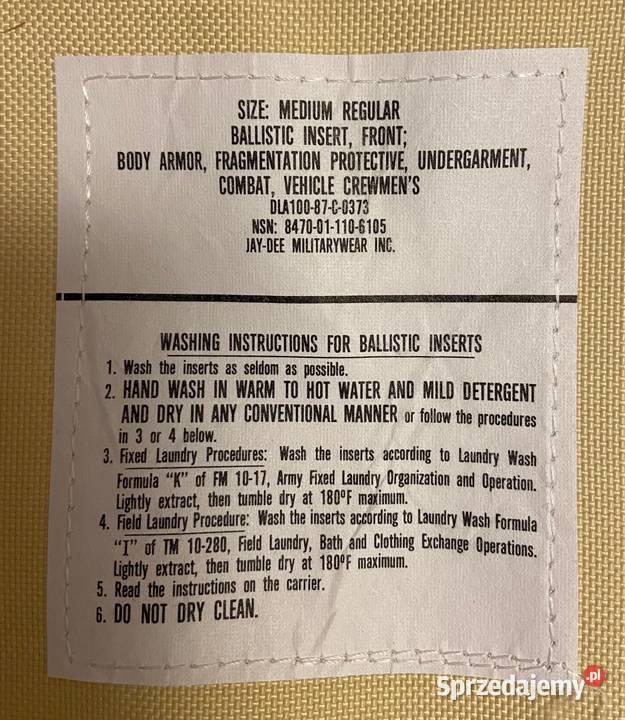 SIZE: MEDIUM REGULAR
BALLISTIC INSERT, FRONT;
BODY ARMOR, FRAGMENTATION PROTECTIVE, UNDERGARMENT,
COMBAT, VEHICLE CREWMEN'S
DLA100-87-C-0373
NSN: 8470-01-110-6105
JAY-DEE MILITARYWEAR INC.
WASHING INSTRUCTIONS FOR BALLISTIC INSERTS
1. Wash the inserts as seldom as possible.
2. HAND WASH IN WARM TO HOT WATER AND MILD DETERGENT
AND DRY IN ANY CONVENTIONAL MANNER or follow the procedures
in 3 or 4 below.
3. Fixed Laundry Procedures: Wash the inserts according to Laundry Wash
Formula "K" of FM 10-17, Army Fixed Laundry Organization and Operation.
Lightly extract, then tumble dry at 180ºF maximum.
4. Field Laundry Procedure: Wash the inserts according to Laundry Wash Formula
"I" of TM 10-280, Field Laundry, Bath and Clothing Exchange Operations.
Lightly extract, then tumble dry at 180ºF maximum.
5. Read the instructions on the carrier.
6. DO NOT DRY CLEAN.
Sprzedajemy.pl